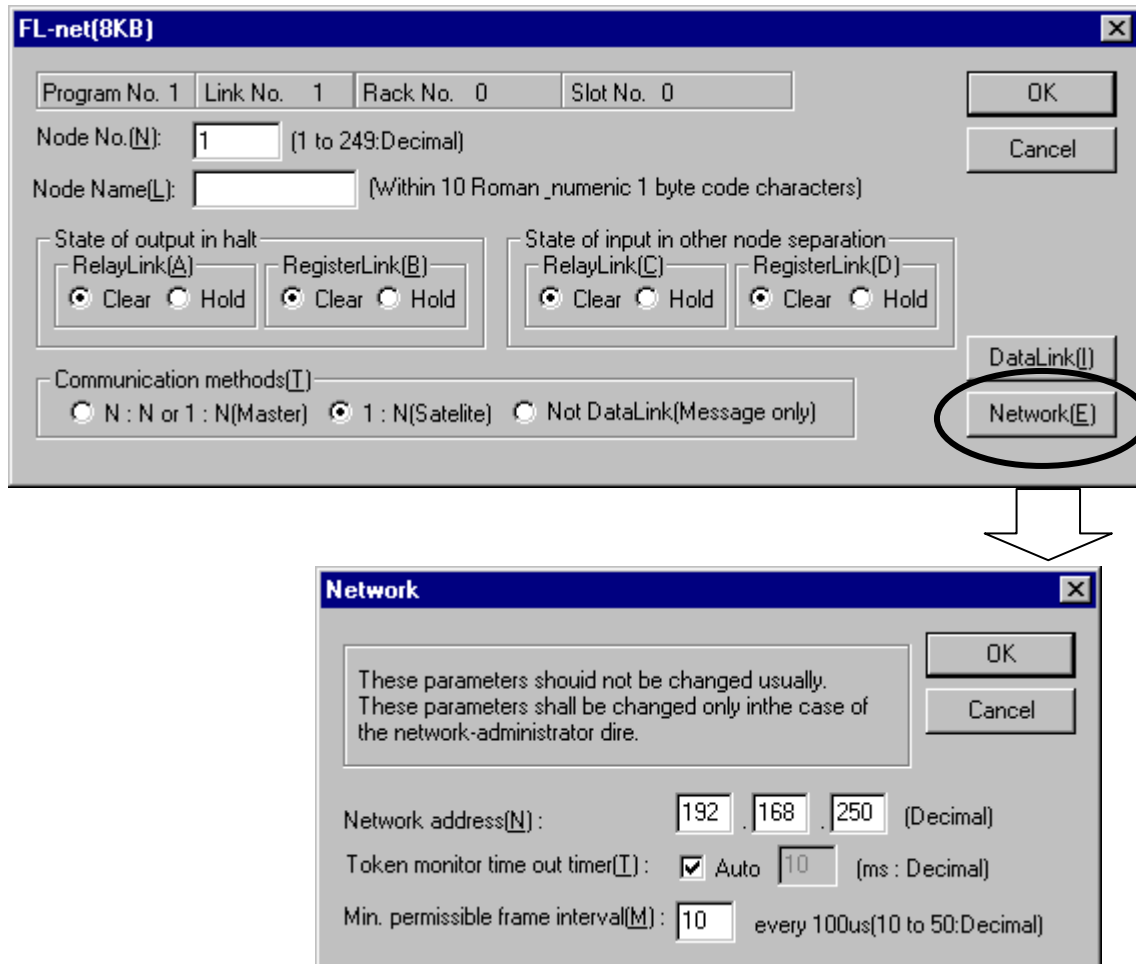 FL-net(8KB)
Program No. 1 Link No. 1 Rack No. 0 Slot No. 0
OK
Node No.(N): 1 (1 to 249:Decimal)
Cancel
Node Name(L): (Within 10 Roman_numenic 1 byte code characters)
State of output in halt
State of input in other node separation
RelayLink(A) RegisterLink(B) RelayLink(C) RegisterLink(D)
Clear Hold Clear Hold Clear Hold Clear Hold
DataLink(I)
Communication methods(T)
N : N or 1 : N(Master) 1 : N(Satelite) Not DataLink(Message only)
Network(E)
Network
OK
These parameters shouid not be changed usually.
These parameters shall be changed only inthe case of
the network-administrator dire.
Cancel
Network address(N) : 192 . 168 . 250 (Decimal)
Token monitor time out timer(T) : Auto 10 (ms : Decimal)
Min. permissible frame interval(M) : 10 every 100us(10 to 50:Decimal)